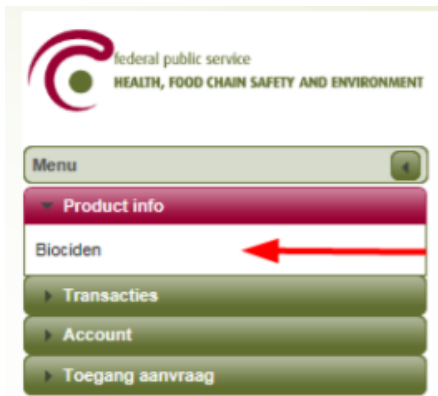 federal public service
HEALTH, FOOD CHAIN SAFETY AND ENVIRONMENT
Menu
Product info
Biociden
Transacties
Account
Toegang aanvraag